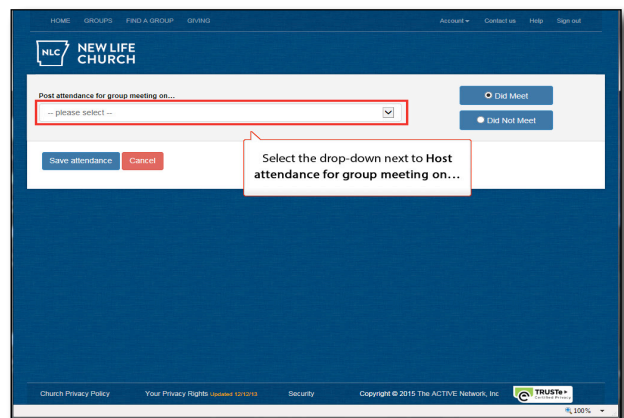 HOME GROUPS FIND A GROUP GIVING Account Contact us Help Sign out
NLC NEW LIFE
CHURCH
Post attendance for group meeting on...
-- please select --
Did Meet
Did Not Meet
Save attendance Cancel
Select the drop-down next to Host
attendance for group meeting on...
Church Privacy Policy Your Privacy Rights Updated 12/12/13 Security Copyright © 2015 The ACTIVE Network, Inc TRUSTe
Certified Privacy
100%